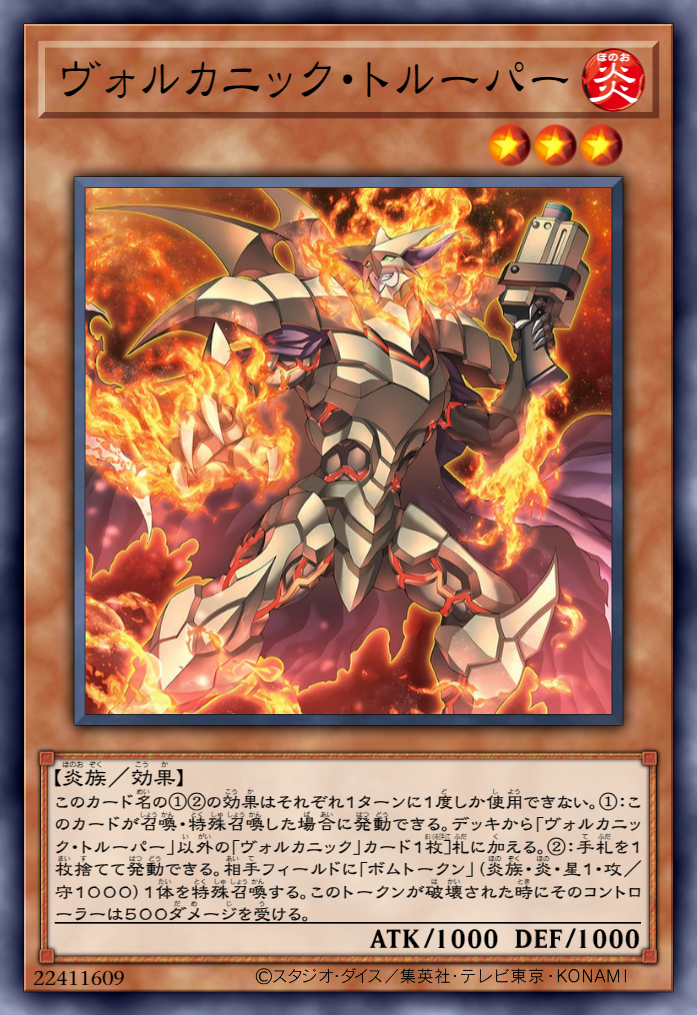 ヴォルカニック・トルーパー
ほのお
炎
【炎族／効果】
このカード名の①②の効果はそれぞれ1ターンに1度しか使用できない。①：こ
のカードが召喚・特殊召喚した場合に発動できる。デッキから「ヴォルカニッ
ク・トルーパー」以外の「ヴォルカニック」カード1枚]札に加える。②：手札を1
枚捨てて発動できる。相手フィールドに「ボムトークン」（炎族・炎・星1・攻／
守1000）1体を特殊召喚する。このトークンが破壊された時にそのコントロ
ーラーは500ダメージを受ける。
ATK/1000 DEF/1000
22411609 ©スタジオ・ダイス／集英社・テレビ東京・KONAMI